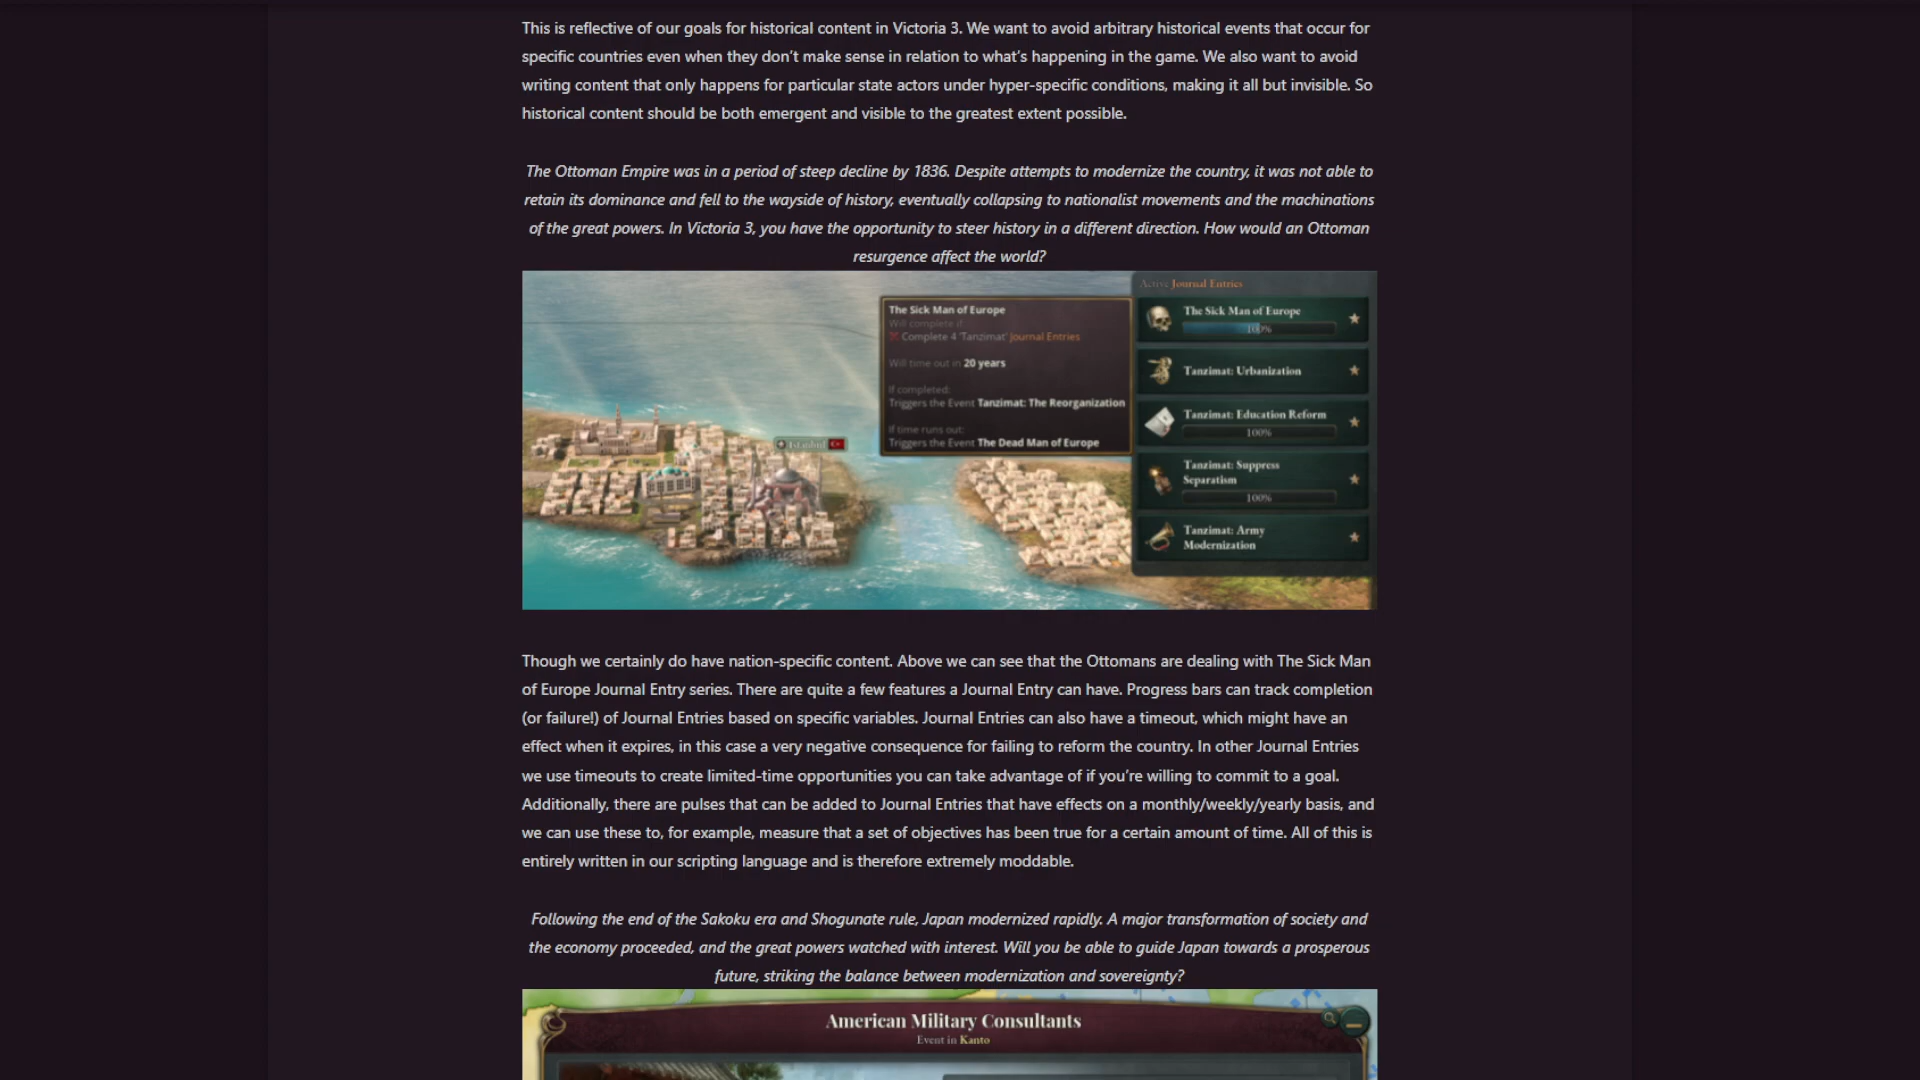 This is reflective of our goals for historical content in Victoria 3. We want to avoid arbitrary historical events that occur for
specific countries even when they don’t make sense in relation to what’s happening in the game. We also want to avoid
writing content that only happens for particular state actors under hyper-specific conditions, making it all but invisible. So
historical content should be both emergent and visible to the greatest extent possible.
The Ottoman Empire was in a period of steep decline by 1836. Despite attempts to modernize the country, it was not able to
retain its dominance and fell to the wayside of history, eventually collapsing to nationalist movements and the machinations
of the great powers. In Victoria 3, you have the opportunity to steer history in a different direction. How would an Ottoman
resurgence affect the world?
The Sick Man of Europe
Will complete if:
Complete 4 'Tanzimat' Journal Entries
Will time out in 20 years
If completed:
Triggers the Event Tanzimat: The Reorganization
If time runs out:
Triggers the Event The Dead Man of Europe
Istanbul
Active Journal Entries
The Sick Man of Europe
100%
Tanzimat: Urbanization
Tanzimat: Education Reform
100%
Tanzimat: Suppress
Separatism
100%
Tanzimat: Army
Modernization
Though we certainly do have nation-specific content. Above we can see that the Ottomans are dealing with The Sick Man
of Europe Journal Entry series. There are quite a few features a Journal Entry can have. Progress bars can track completion
(or failure!) of Journal Entries based on specific variables. Journal Entries can also have a timeout, which might have an
effect when it expires, in this case a very negative consequence for failing to reform the country. In other Journal Entries
we use timeouts to create limited-time opportunities you can take advantage of if you’re willing to commit to a goal.
Additionally, there are pulses that can be added to Journal Entries that have effects on a monthly/weekly/yearly basis, and
we can use these to, for example, measure that a set of objectives has been true for a certain amount of time. All of this is
entirely written in our scripting language and is therefore extremely moddable.
Following the end of the Sakoku era and Shogunate rule, Japan modernized rapidly. A major transformation of society and
the economy proceeded, and the great powers watched with interest. Will you be able to guide Japan towards a prosperous
future, striking the balance between modernization and sovereignty?
American Military Consultants
Event in Kanto